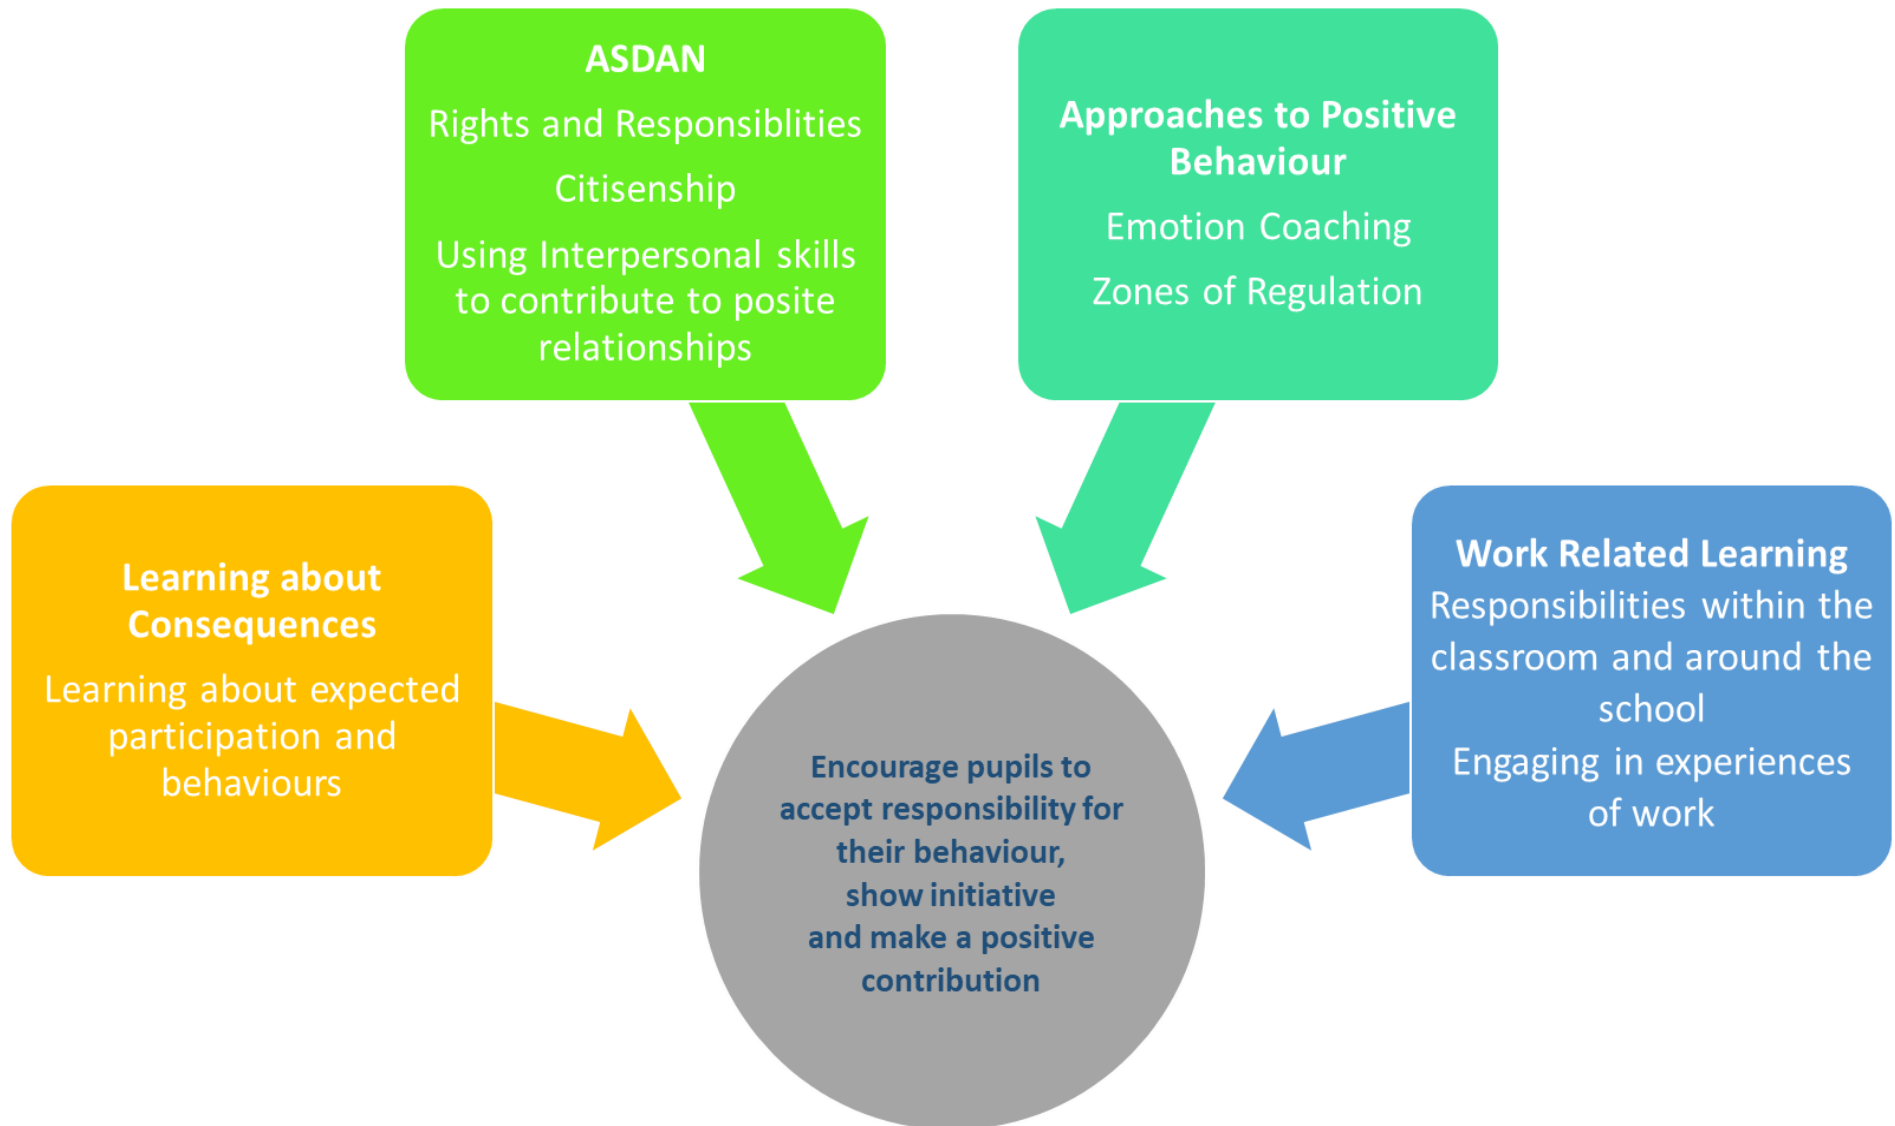 ASDAN
Rights and Responsiblities
Citisenship
Using Interpersonal skills
to contribute to posite
relationships
Approaches to Positive
Behaviour
Emotion Coaching
Zones of Regulation
Learning about
Consequences
Learning about expected
participation and
behaviours
Work Related Learning
Responsibilities within the
classroom and around the
school
Engaging in experiences
of work
Encourage pupils to
accept responsibility for
their behaviour,
show initiative
and make a positive
contribution